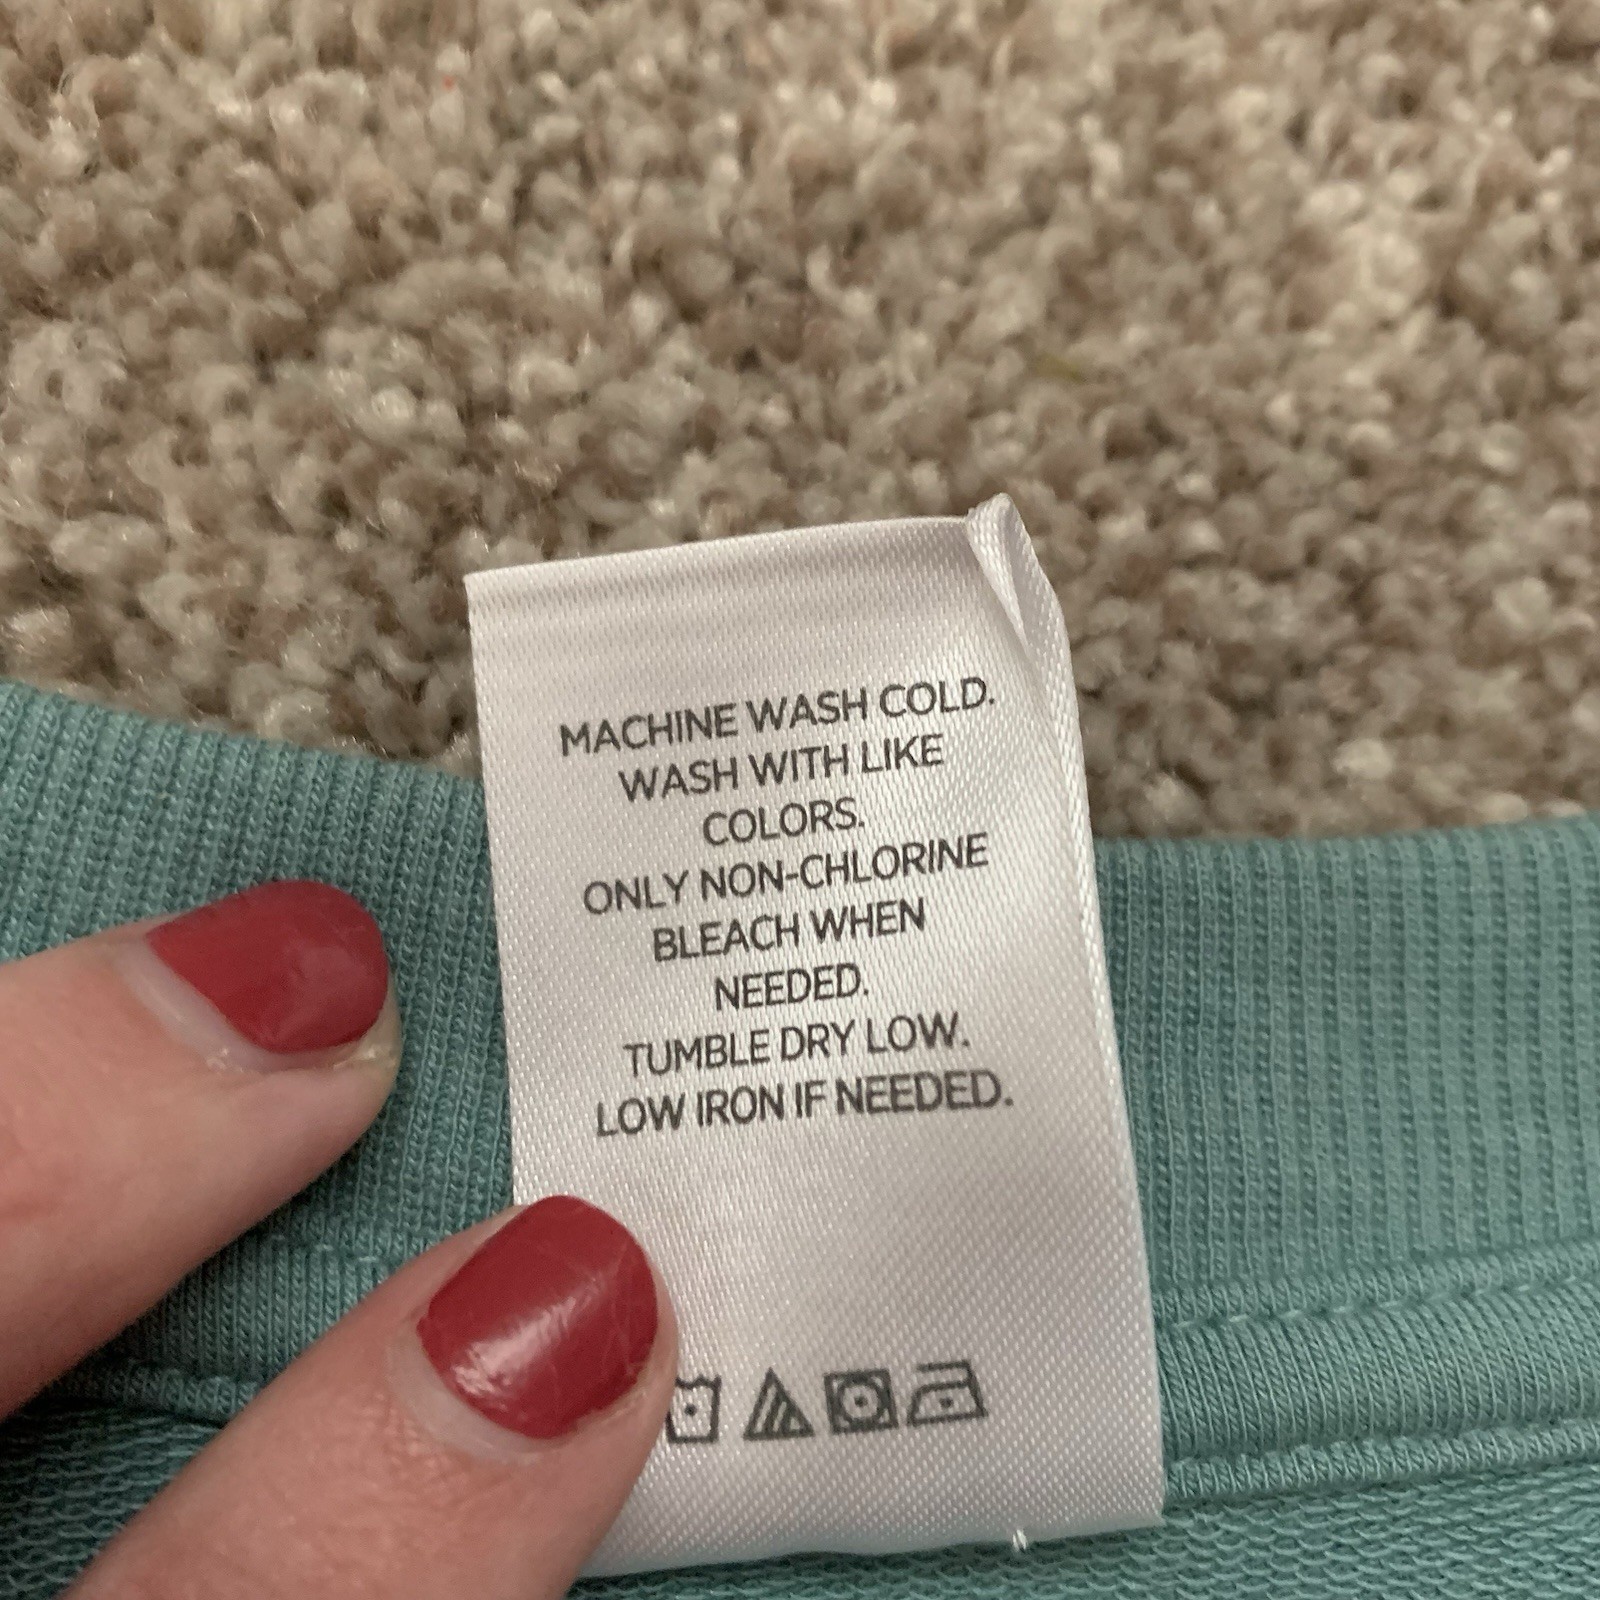 MACHINE WASH COLD.
WASH WITH LIKE
COLORS.
ONLY NON-CHLORINE
BLEACH WHEN
NEEDED.
TUMBLE DRY LOW.
LOW IRON IF NEEDED.